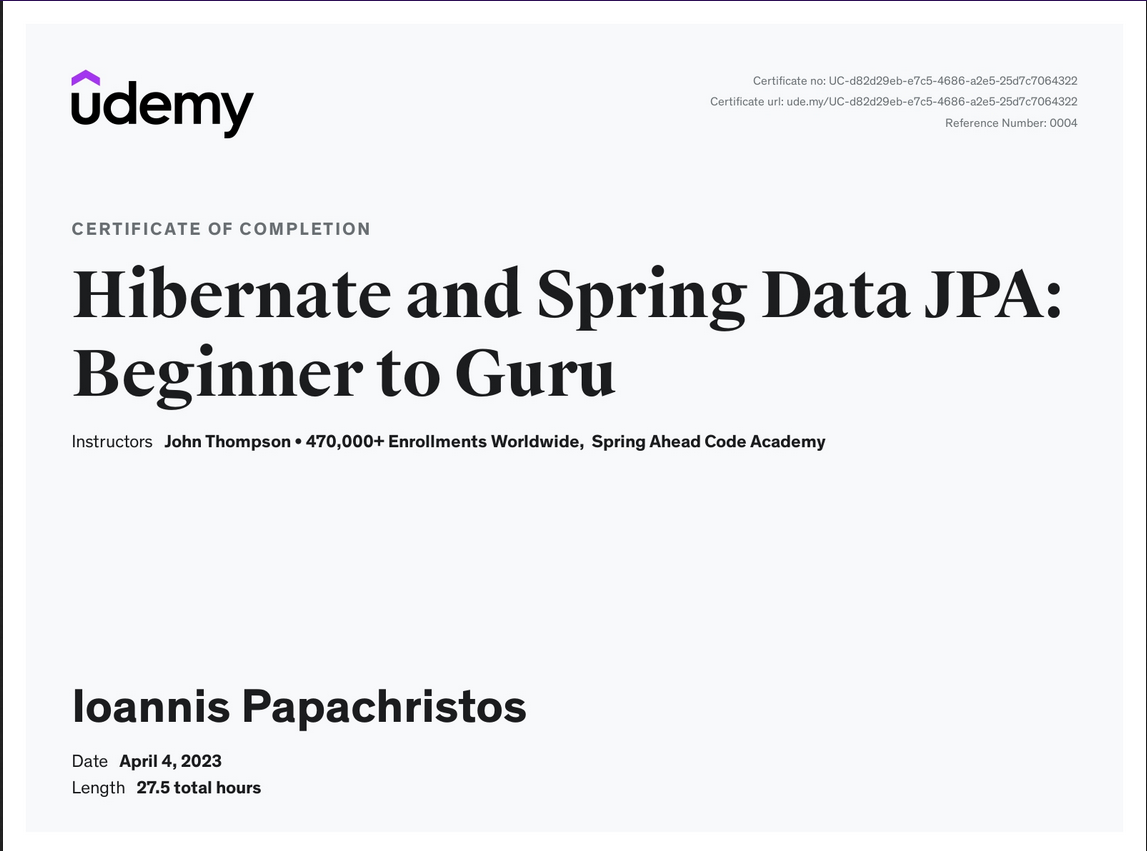 udemy
Certificate no: UC-d82d29eb-e7c5-4686-a2e5-25d7c7064322
Certificate url: ude.my/UC-d82d29eb-e7c5-4686-a2e5-25d7c7064322
Reference Number: 0004
CERTIFICATE OF COMPLETION
Hibernate and Spring Data JPA:
Beginner to Guru
Instructors John Thompson • 470,000+ Enrollments Worldwide, Spring Ahead Code Academy
Ioannis Papachristos
Date April 4, 2023
Length 27.5 total hours